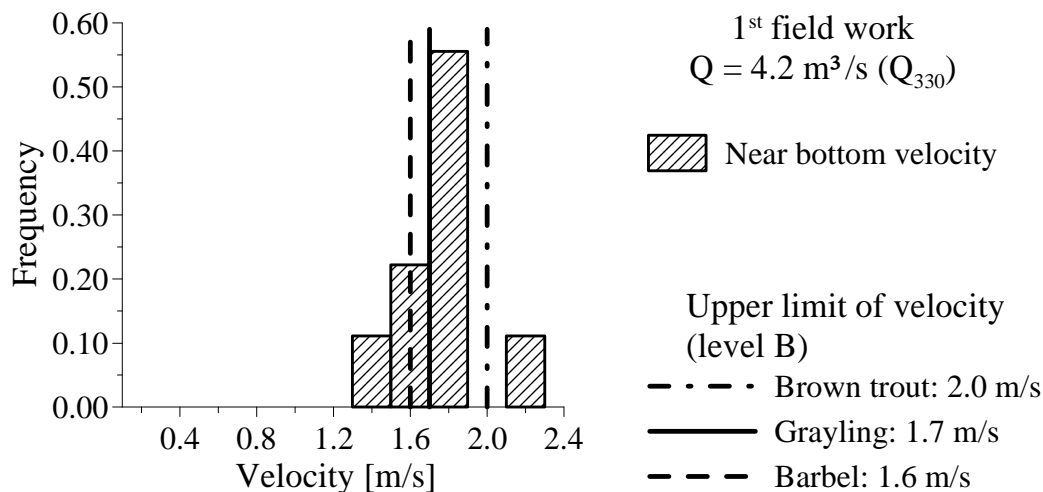 0.60
0.50
0.40
0.30
0.20
0.10
0.00
Frequency
0.4 0.8 1.2 1.6 2.0 2.4
Velocity [m/s]
1st field work
Q = 4.2 m³/s (Q330)
Near bottom velocity
Upper limit of velocity
(level B)
Brown trout: 2.0 m/s
Grayling: 1.7 m/s
Barbel: 1.6 m/s